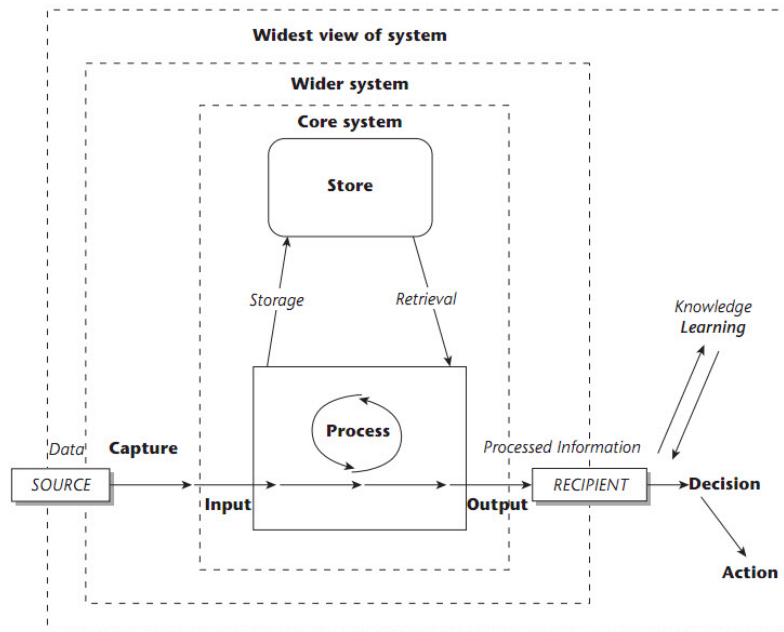 Widest view of system
Wider system
Core system
Store
Storage
Retrieval
Knowledge
Learning
Process
Data
Capture
Processed Information
SOURCE
Input
Output
RECIPIENT
Decision
Action